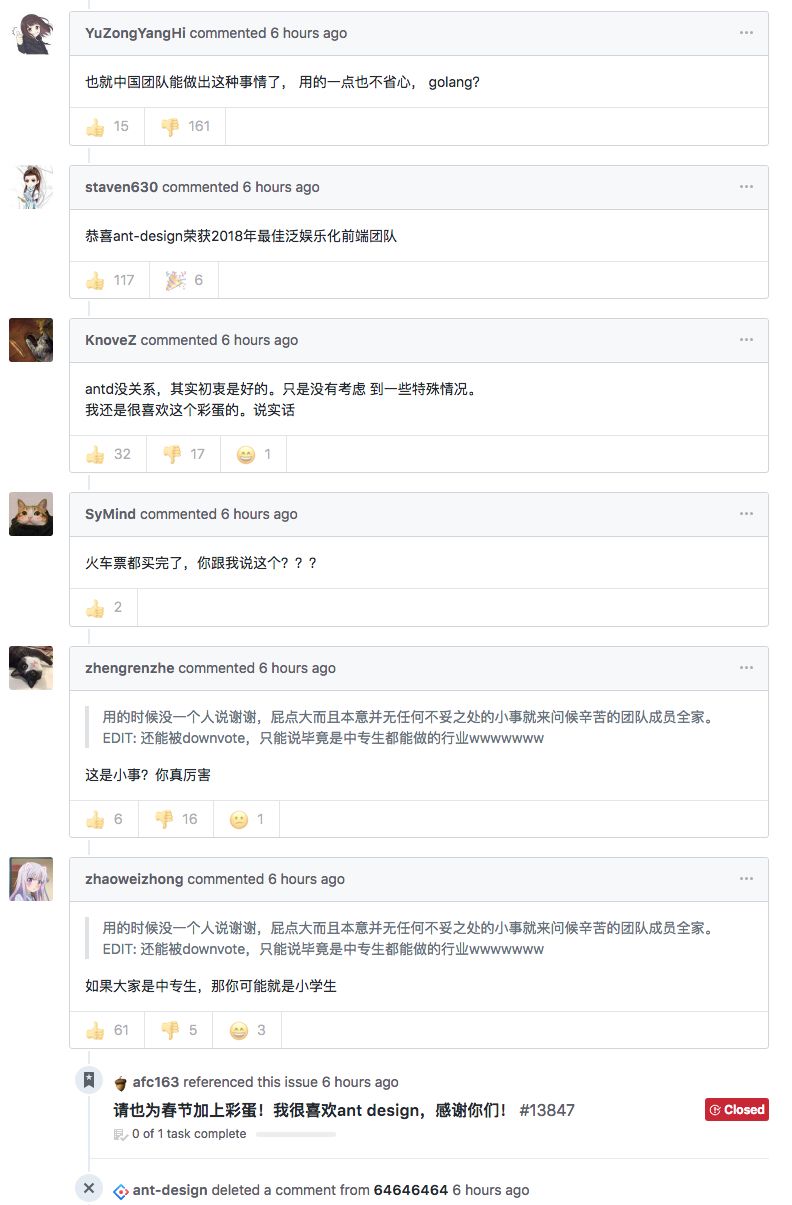 YuZongYangHi commented 6 hours ago
也就中国团队能做出这种事情了， 用的一点也不省心， golang?
15 161
staven630 commented 6 hours ago
恭喜ant-design荣获2018年最佳泛娱乐化前端团队
117 6
KnoveZ commented 6 hours ago
antd没关系，其实初衷是好的。只是没有考虑 到一些特殊情况。
我还是很喜欢这个彩蛋的。说实话
32 17 1
SyMind commented 6 hours ago
火车票都买完了，你跟我说这个？？？
2
zhengrenzhe commented 6 hours ago
用的时候没一个人说谢谢，屁点大而且本意并无任何不妥之处的小事就来问候辛苦的团队成员全家。
EDIT: 还能被downvote，只能说毕竟是中专生都能做的行业wwwwwww
这是小事？你真厉害
6 16 1
zhaoweizhong commented 6 hours ago
用的时候没一个人说谢谢，屁点大而且本意并无任何不妥之处的小事就来问候辛苦的团队成员全家。
EDIT: 还能被downvote，只能说毕竟是中专生都能做的行业wwwwwww
如果大家是中专生，那你可能就是小学生
61 5 3
afc163 referenced this issue 6 hours ago
请也为春节加上彩蛋！我很喜欢ant design，感谢你们！ #13847 Closed
0 of 1 task complete
ant-design deleted a comment from 64646464 6 hours ago